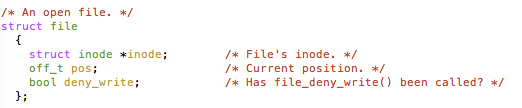 /* An open file. */
struct file
  {
    struct inode *inode;        /* File's inode. */
    off_t pos;                  /* Current position. */
    bool deny_write;            /* Has file_deny_write() been called? */
  };